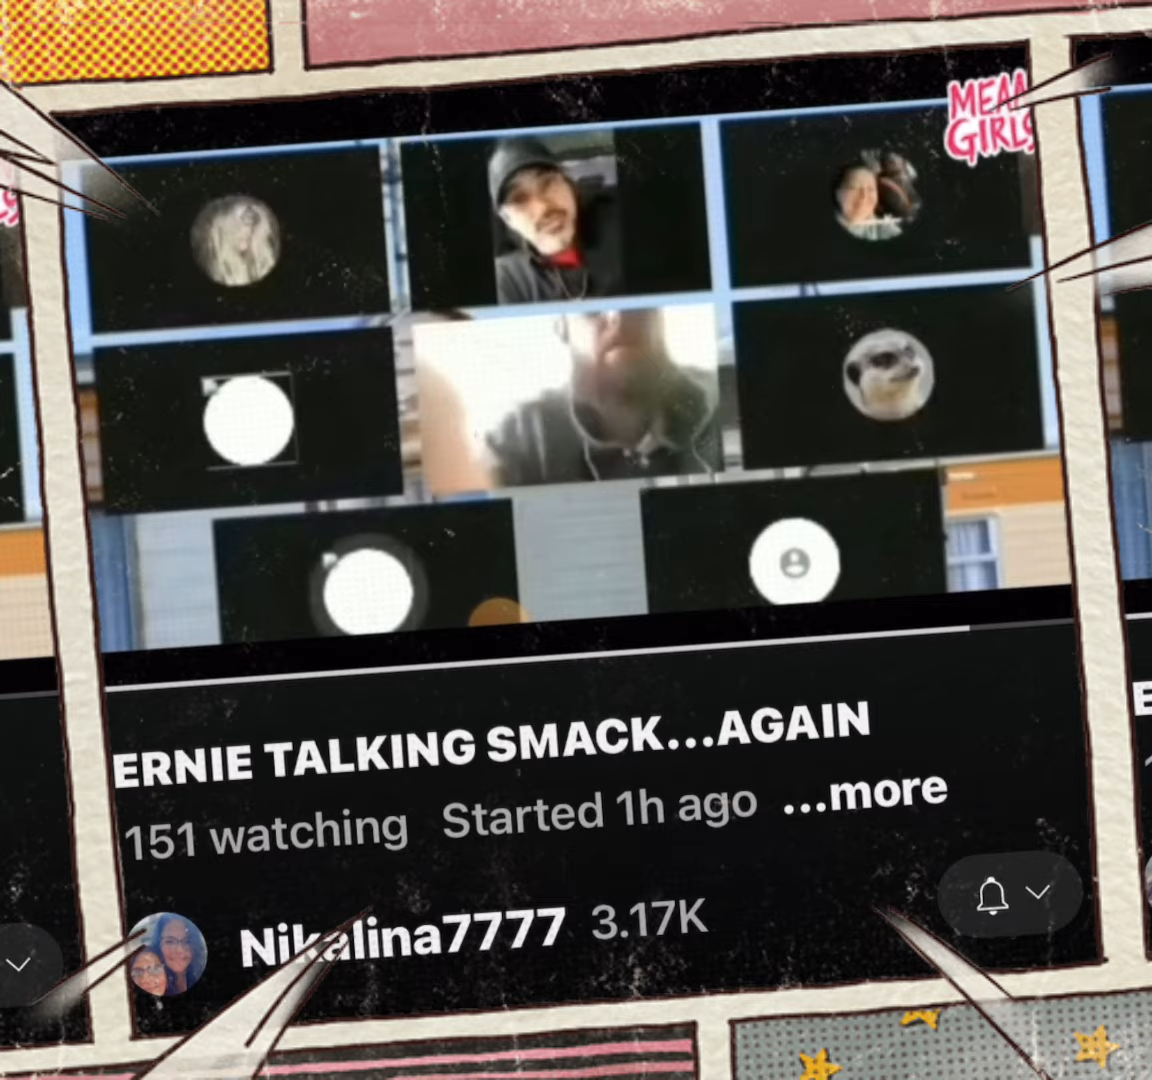 MEAN
GIRLS
ERNIE TALKING SMACK...AGAIN
151 watching Started 1h ago ...more
Nikalina7777 3.17K